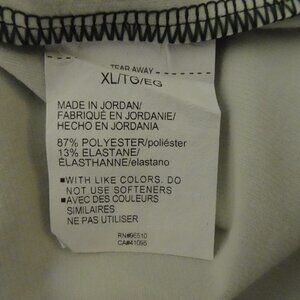 TEAR AWAY
XL/TG/EG
MADE IN JORDAN/
FABRIQUÉ EN JORDANIE/
HECHO EN JORDANIA
87% POLYESTER/poliéster
13% ELASTANE/
ÉLASTHANNE/elastano
■WITH LIKE COLORS. DO
NOT USE SOFTENERS
■AVEC DES COULEURS
SIMILAIRES
NE PAS UTILISER
RN#96510
CA#41095